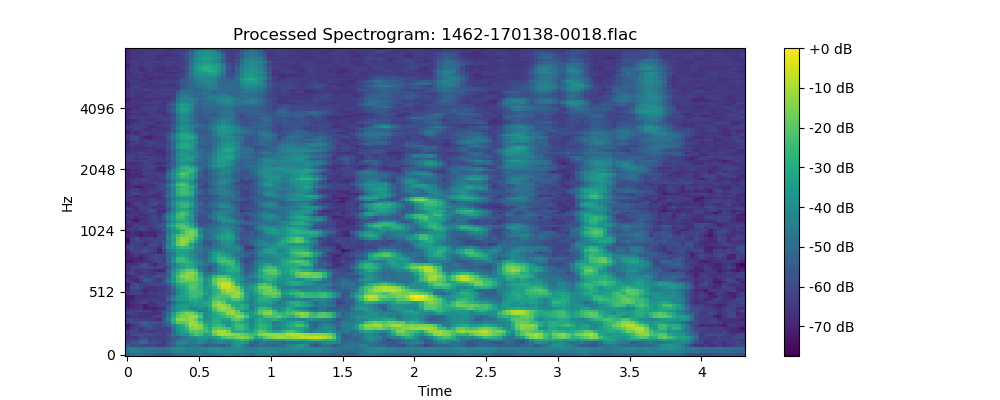 Processed Spectrogram: 1462-170138-0018.flac
Hz
4096
2048
1024
512
0
0 0.5 1 1.5 2 2.5 3 3.5 4
Time
+0 dB
-10 dB
-20 dB
-30 dB
-40 dB
-50 dB
-60 dB
-70 dB